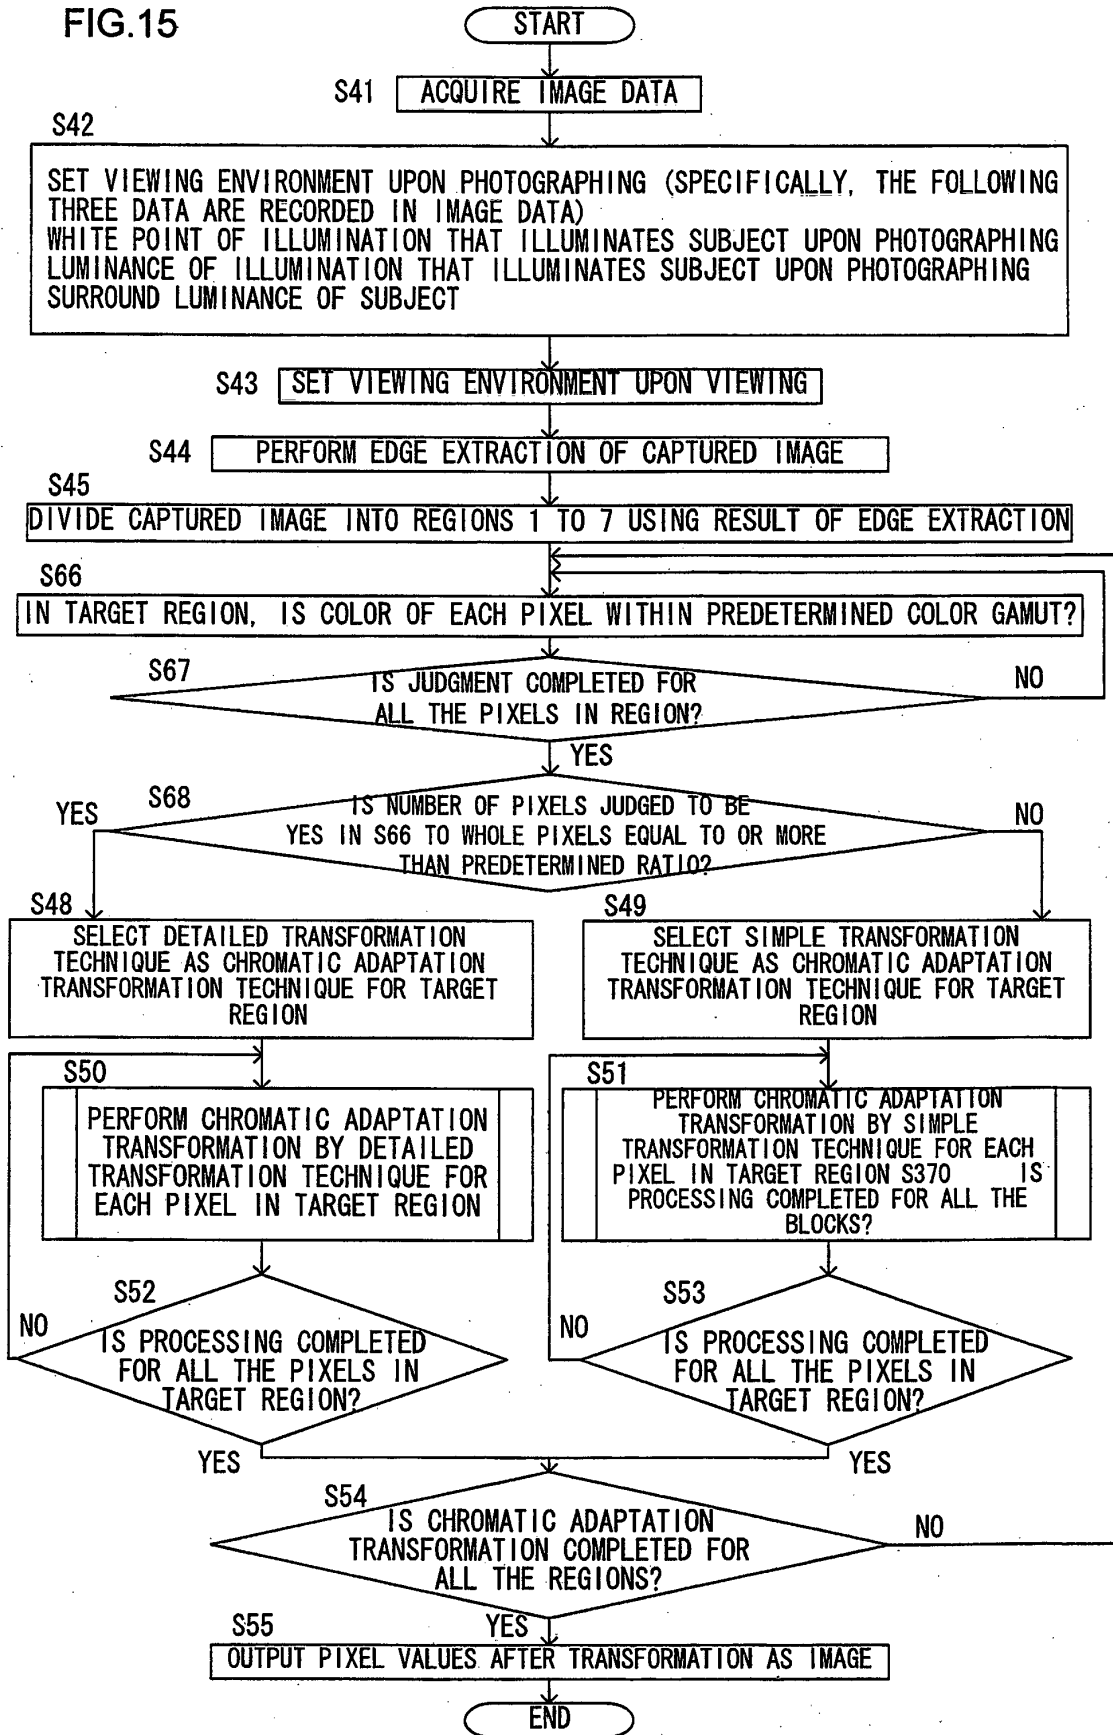 FIG.15
START
S41
ACQUIRE IMAGE DATA
S42
SET VIEWING ENVIRONMENT UPON PHOTOGRAPHING (SPECIFICALLY, THE FOLLOWING
THREE DATA ARE RECORDED IN IMAGE DATA)
WHITE POINT OF ILLUMINATION THAT ILLUMINATES SUBJECT UPON PHOTOGRAPHING
LUMINANCE OF ILLUMINATION THAT ILLUMINATES SUBJECT UPON PHOTOGRAPHING
SURROUND LUMINANCE OF SUBJECT
S43
SET VIEWING ENVIRONMENT UPON VIEWING
S44
PERFORM EDGE EXTRACTION OF CAPTURED IMAGE
S45
DIVIDE CAPTURED IMAGE INTO REGIONS 1 TO 7 USING RESULT OF EDGE EXTRACTION
S66
IN TARGET REGION, IS COLOR OF EACH PIXEL WITHIN PREDETERMINED COLOR GAMUT?
S67
IS JUDGMENT COMPLETED FOR
ALL THE PIXELS IN REGION?
NO
YES
S68
IS NUMBER OF PIXELS JUDGED TO BE
YES IN S66 TO WHOLE PIXELS EQUAL TO OR MORE
THAN PREDETERMINED RATIO?
YES
NO
S48
SELECT DETAILED TRANSFORMATION
TECHNIQUE AS CHROMATIC ADAPTATION
TRANSFORMATION TECHNIQUE FOR TARGET
REGION
S49
SELECT SIMPLE TRANSFORMATION
TECHNIQUE AS CHROMATIC ADAPTATION
TRANSFORMATION TECHNIQUE FOR TARGET
REGION
S50
PERFORM CHROMATIC ADAPTATION
TRANSFORMATION BY DETAILED
TRANSFORMATION TECHNIQUE FOR
EACH PIXEL IN TARGET REGION
S51
PERFORM CHROMATIC ADAPTATION
TRANSFORMATION BY SIMPLE
TRANSFORMATION TECHNIQUE FOR EACH
PIXEL IN TARGET REGION S370 IS
PROCESSING COMPLETED FOR ALL THE
BLOCKS?
S52
NO
IS PROCESSING COMPLETED
FOR ALL THE PIXELS IN
TARGET REGION?
YES
S53
NO
IS PROCESSING COMPLETED
FOR ALL THE PIXELS IN
TARGET REGION?
YES
S54
IS CHROMATIC ADAPTATION
TRANSFORMATION COMPLETED FOR
ALL THE REGIONS?
NO
YES
S55
OUTPUT PIXEL VALUES AFTER TRANSFORMATION AS IMAGE
END